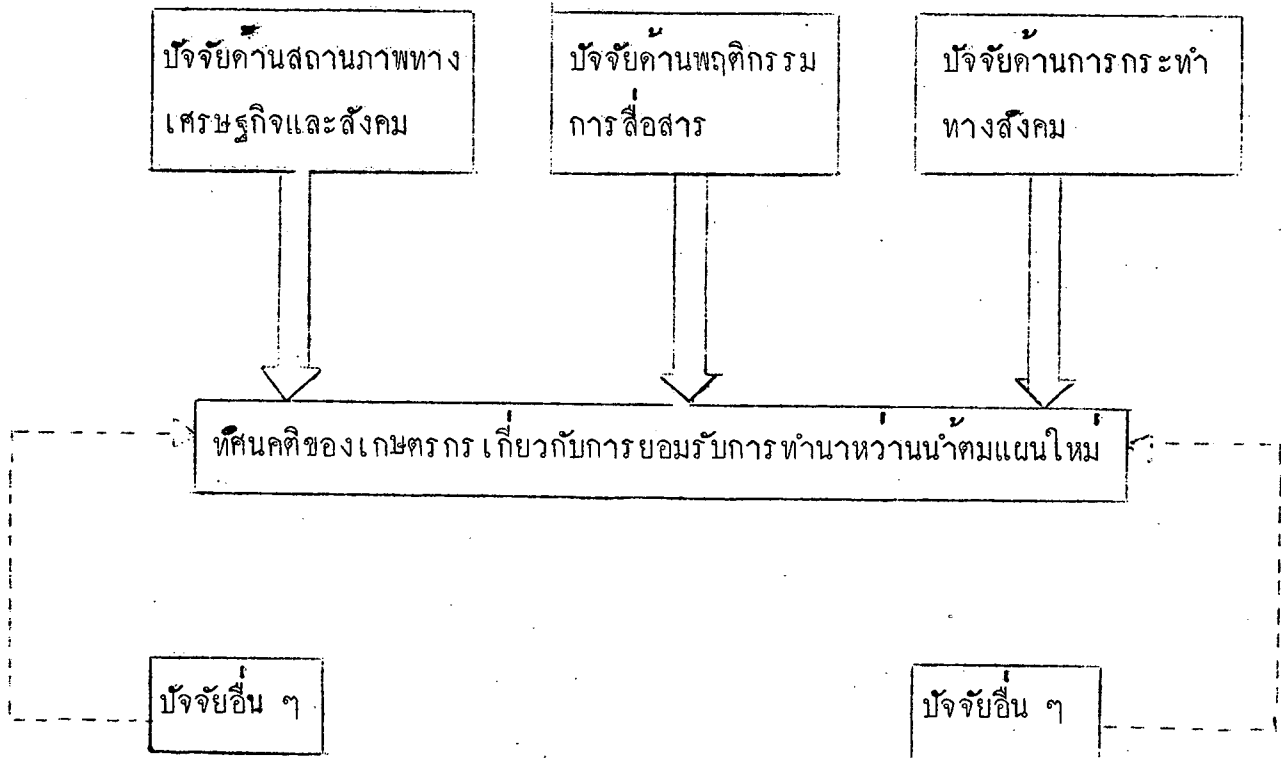 ปัจจัยด้านสถานภาพทาง
เศรษฐกิจและสังคม
ปัจจัยด้านพฤติกรรม
การสื่อสาร
ปัจจัยด้านการกระทำ
ทางสังคม
ทัศนคติของเกษตรกรเกี่ยวกับการยอมรับการทำนาหว่านน้ำตมแผนใหม่
ปัจจัยอื่น ๆ
ปัจจัยอื่น ๆ